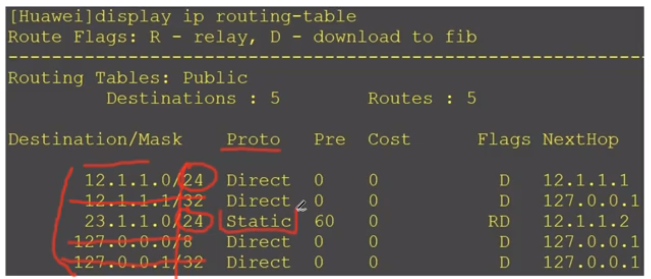 [Huawei]display ip routing-table
Route Flags: R - relay, D - download to fib
------------------------------------------------------------------------------
Routing Tables: Public
Destinations : 5 Routes : 5
Destination/Mask Proto Pre Cost Flags NextHop
12.1.1.0/24 Direct 0 0 D 12.1.1.1
12.1.1.1/32 Direct 0 0 D 127.0.0.1
23.1.1.0/24 Static 60 0 RD 12.1.1.2
127.0.0.0/8 Direct 0 0 D 127.0.0.1
127.0.0.1/32 Direct 0 0 D 127.0.0.1